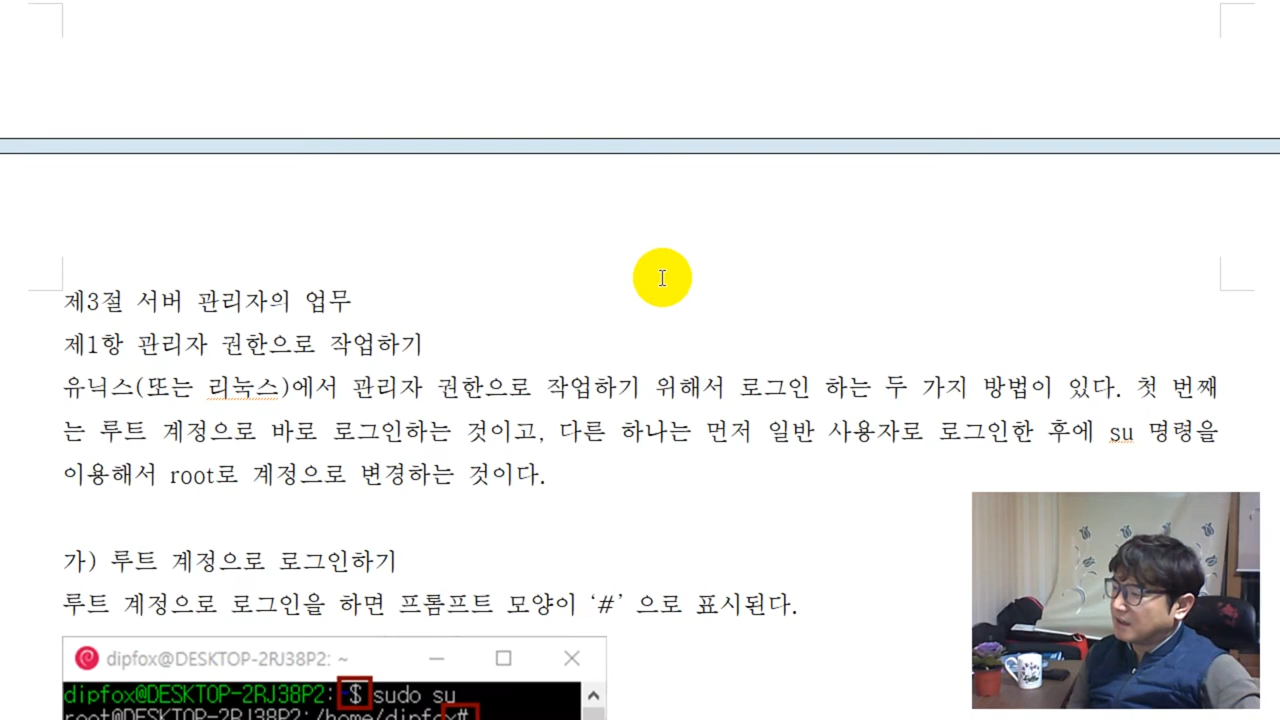 제3절 서버 관리자의 업무
제1항 관리자 권한으로 작업하기
유닉스(또는 리눅스)에서 관리자 권한으로 작업하기 위해서 로그인 하는 두 가지 방법이 있다. 첫 번째
는 루트 계정으로 바로 로그인하는 것이고, 다른 하나는 먼저 일반 사용자로 로그인한 후에 su 명령을
이용해서 root로 계정으로 변경하는 것이다.
가) 루트 계정으로 로그인하기
루트 계정으로 로그인을 하면 프롬프트 모양이 ‘#’ 으로 표시된다.
dipfox@DESKTOP-2RJ38P2: ~
dipfox@DESKTOP-2RJ38P2:~$ sudo su
root@DESKTOP-2RJ38P2:/home/dipfox#